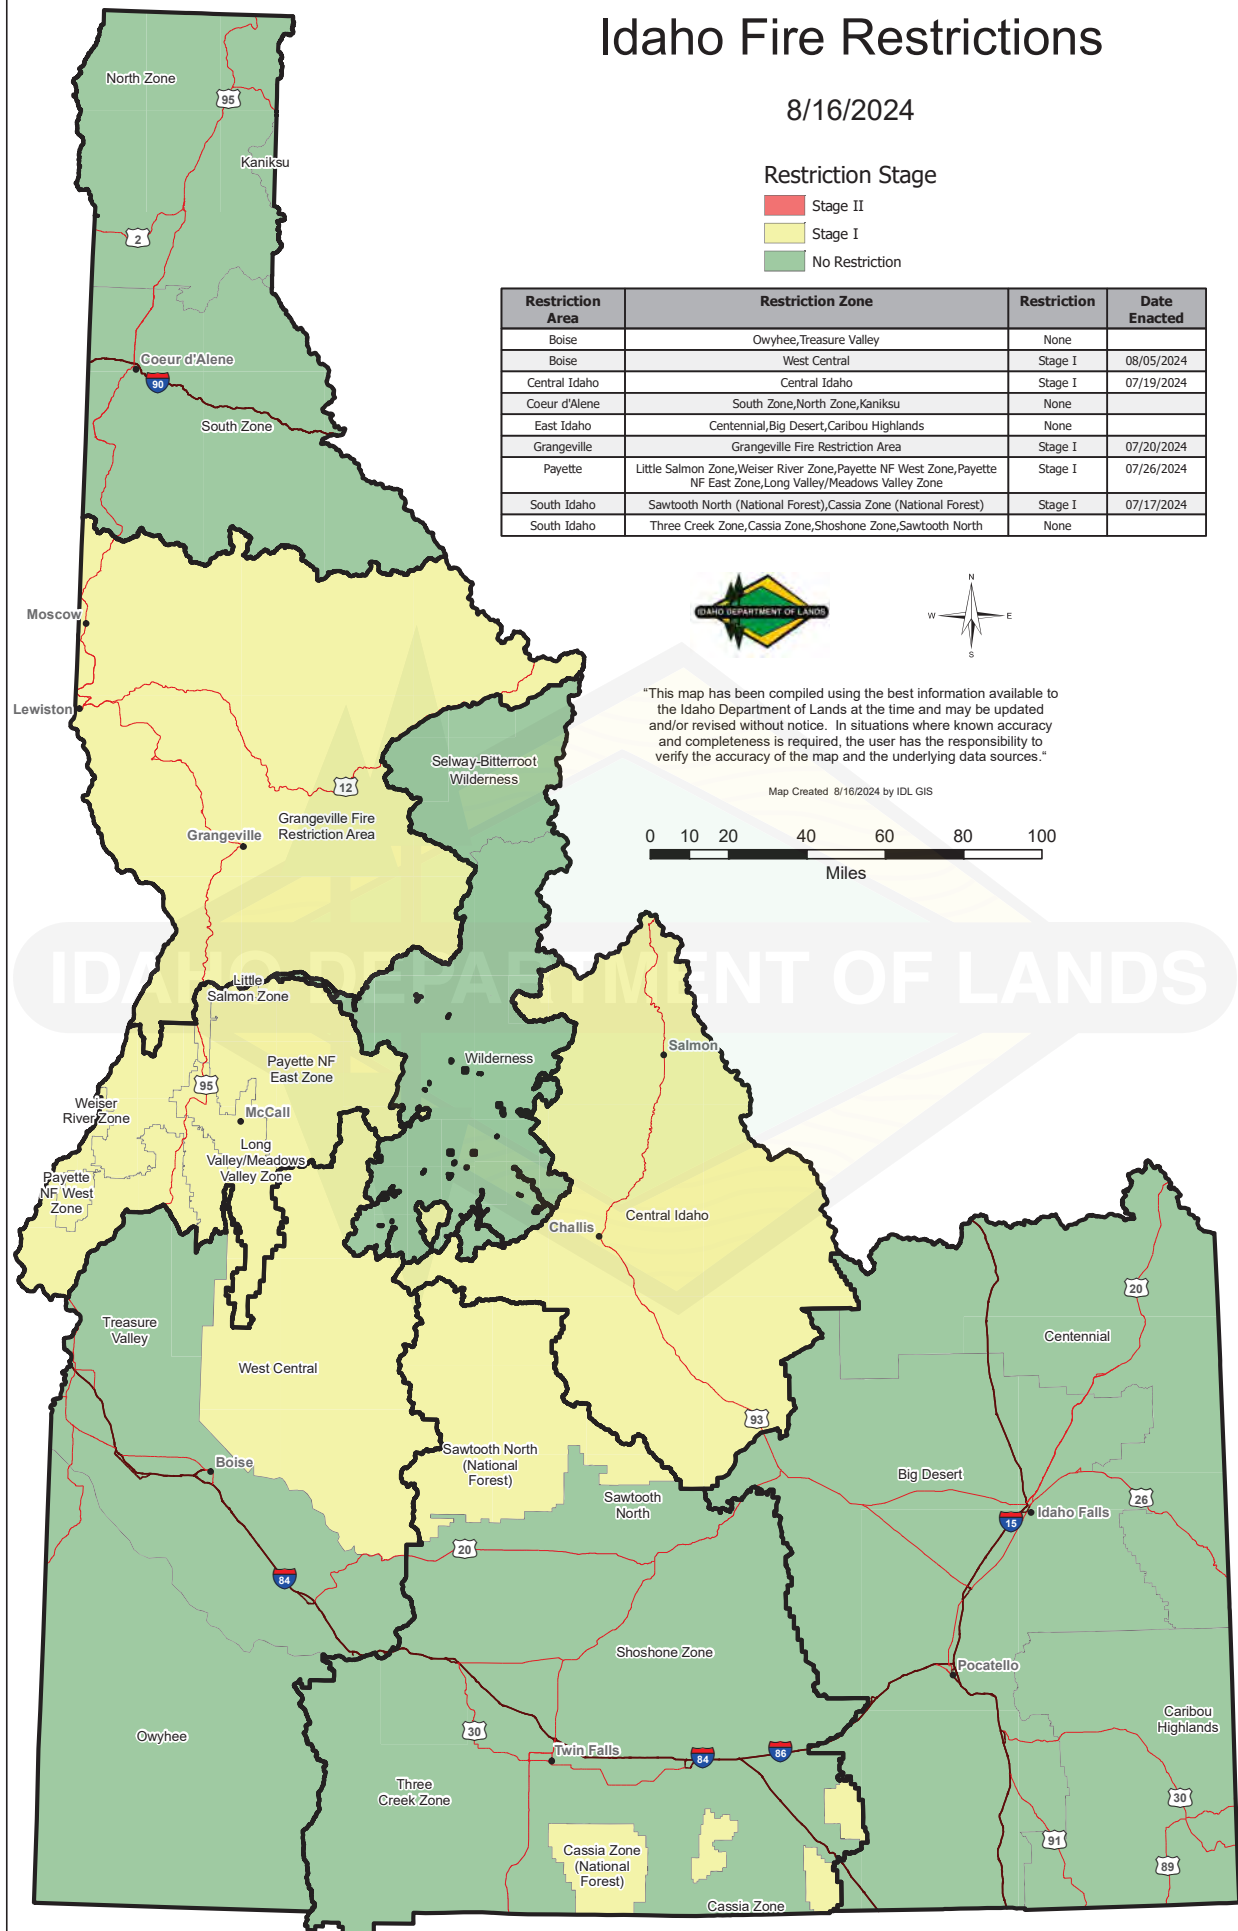 Idaho Fire Restrictions
8/16/2024
Restriction Stage
Stage II
Stage I
No Restriction
Restriction Area | Restriction Zone | Restriction | Date Enacted
Boise | Owyhee,Treasure Valley | None
Boise | West Central | Stage I | 08/05/2024
Central Idaho | Central Idaho | Stage I | 07/19/2024
Coeur d'Alene | South Zone,North Zone,Kaniksu | None
East Idaho | Centennial,Big Desert,Caribou Highlands | None
Grangeville | Grangeville Fire Restriction Area | Stage I | 07/20/2024
Payette | Little Salmon Zone,Weiser River Zone,Payette NF West Zone,Payette | Stage I | 07/26/2024
NF East Zone,Long Valley/Meadows Valley Zone
South Idaho | Sawtooth North (National Forest),Cassia Zone (National Forest) | Stage I | 07/17/2024
South Idaho | Three Creek Zone,Cassia Zone,Shoshone Zone,Sawtooth North | None
IDAHO DEPARTMENT OF LANDS
N
W
E
S
"This map has been compiled using the best information available to
the Idaho Department of Lands at the time and may be updated
and/or revised without notice. In situations where known accuracy
and completeness is required, the user has the responsibility to
verify the accuracy of the map and the underlying data sources."
Map Created 8/16/2024 by IDL GIS
0 10 20 40 60 80 100
Miles
North Zone
95
Kaniksu
2
Coeur d'Alene
90
South Zone
Moscow
Lewiston
Selway-Bitterroot
Wilderness
12
Grangeville Fire
Restriction Area
Grangeville
IDAHO DEPARTMENT OF LANDS
Little
Salmon Zone
Salmon
Wilderness
Payette NF
East Zone
95
Weiser
River Zone
McCall
Long
Valley/Meadows
Valley Zone
Payette
NF West
Zone
Challis
Central Idaho
20
Treasure
Valley
Centennial
West Central
93
Sawtooth North
(National
Forest)
Boise
Big Desert
Sawtooth
North
26
15
Idaho Falls
20
84
Shoshone Zone
Pocatello
Caribou
Highlands
Owyhee
30
Twin Falls
84
86
Three
Creek Zone
30
91
Cassia Zone
(National
Forest)
89
Cassia Zone